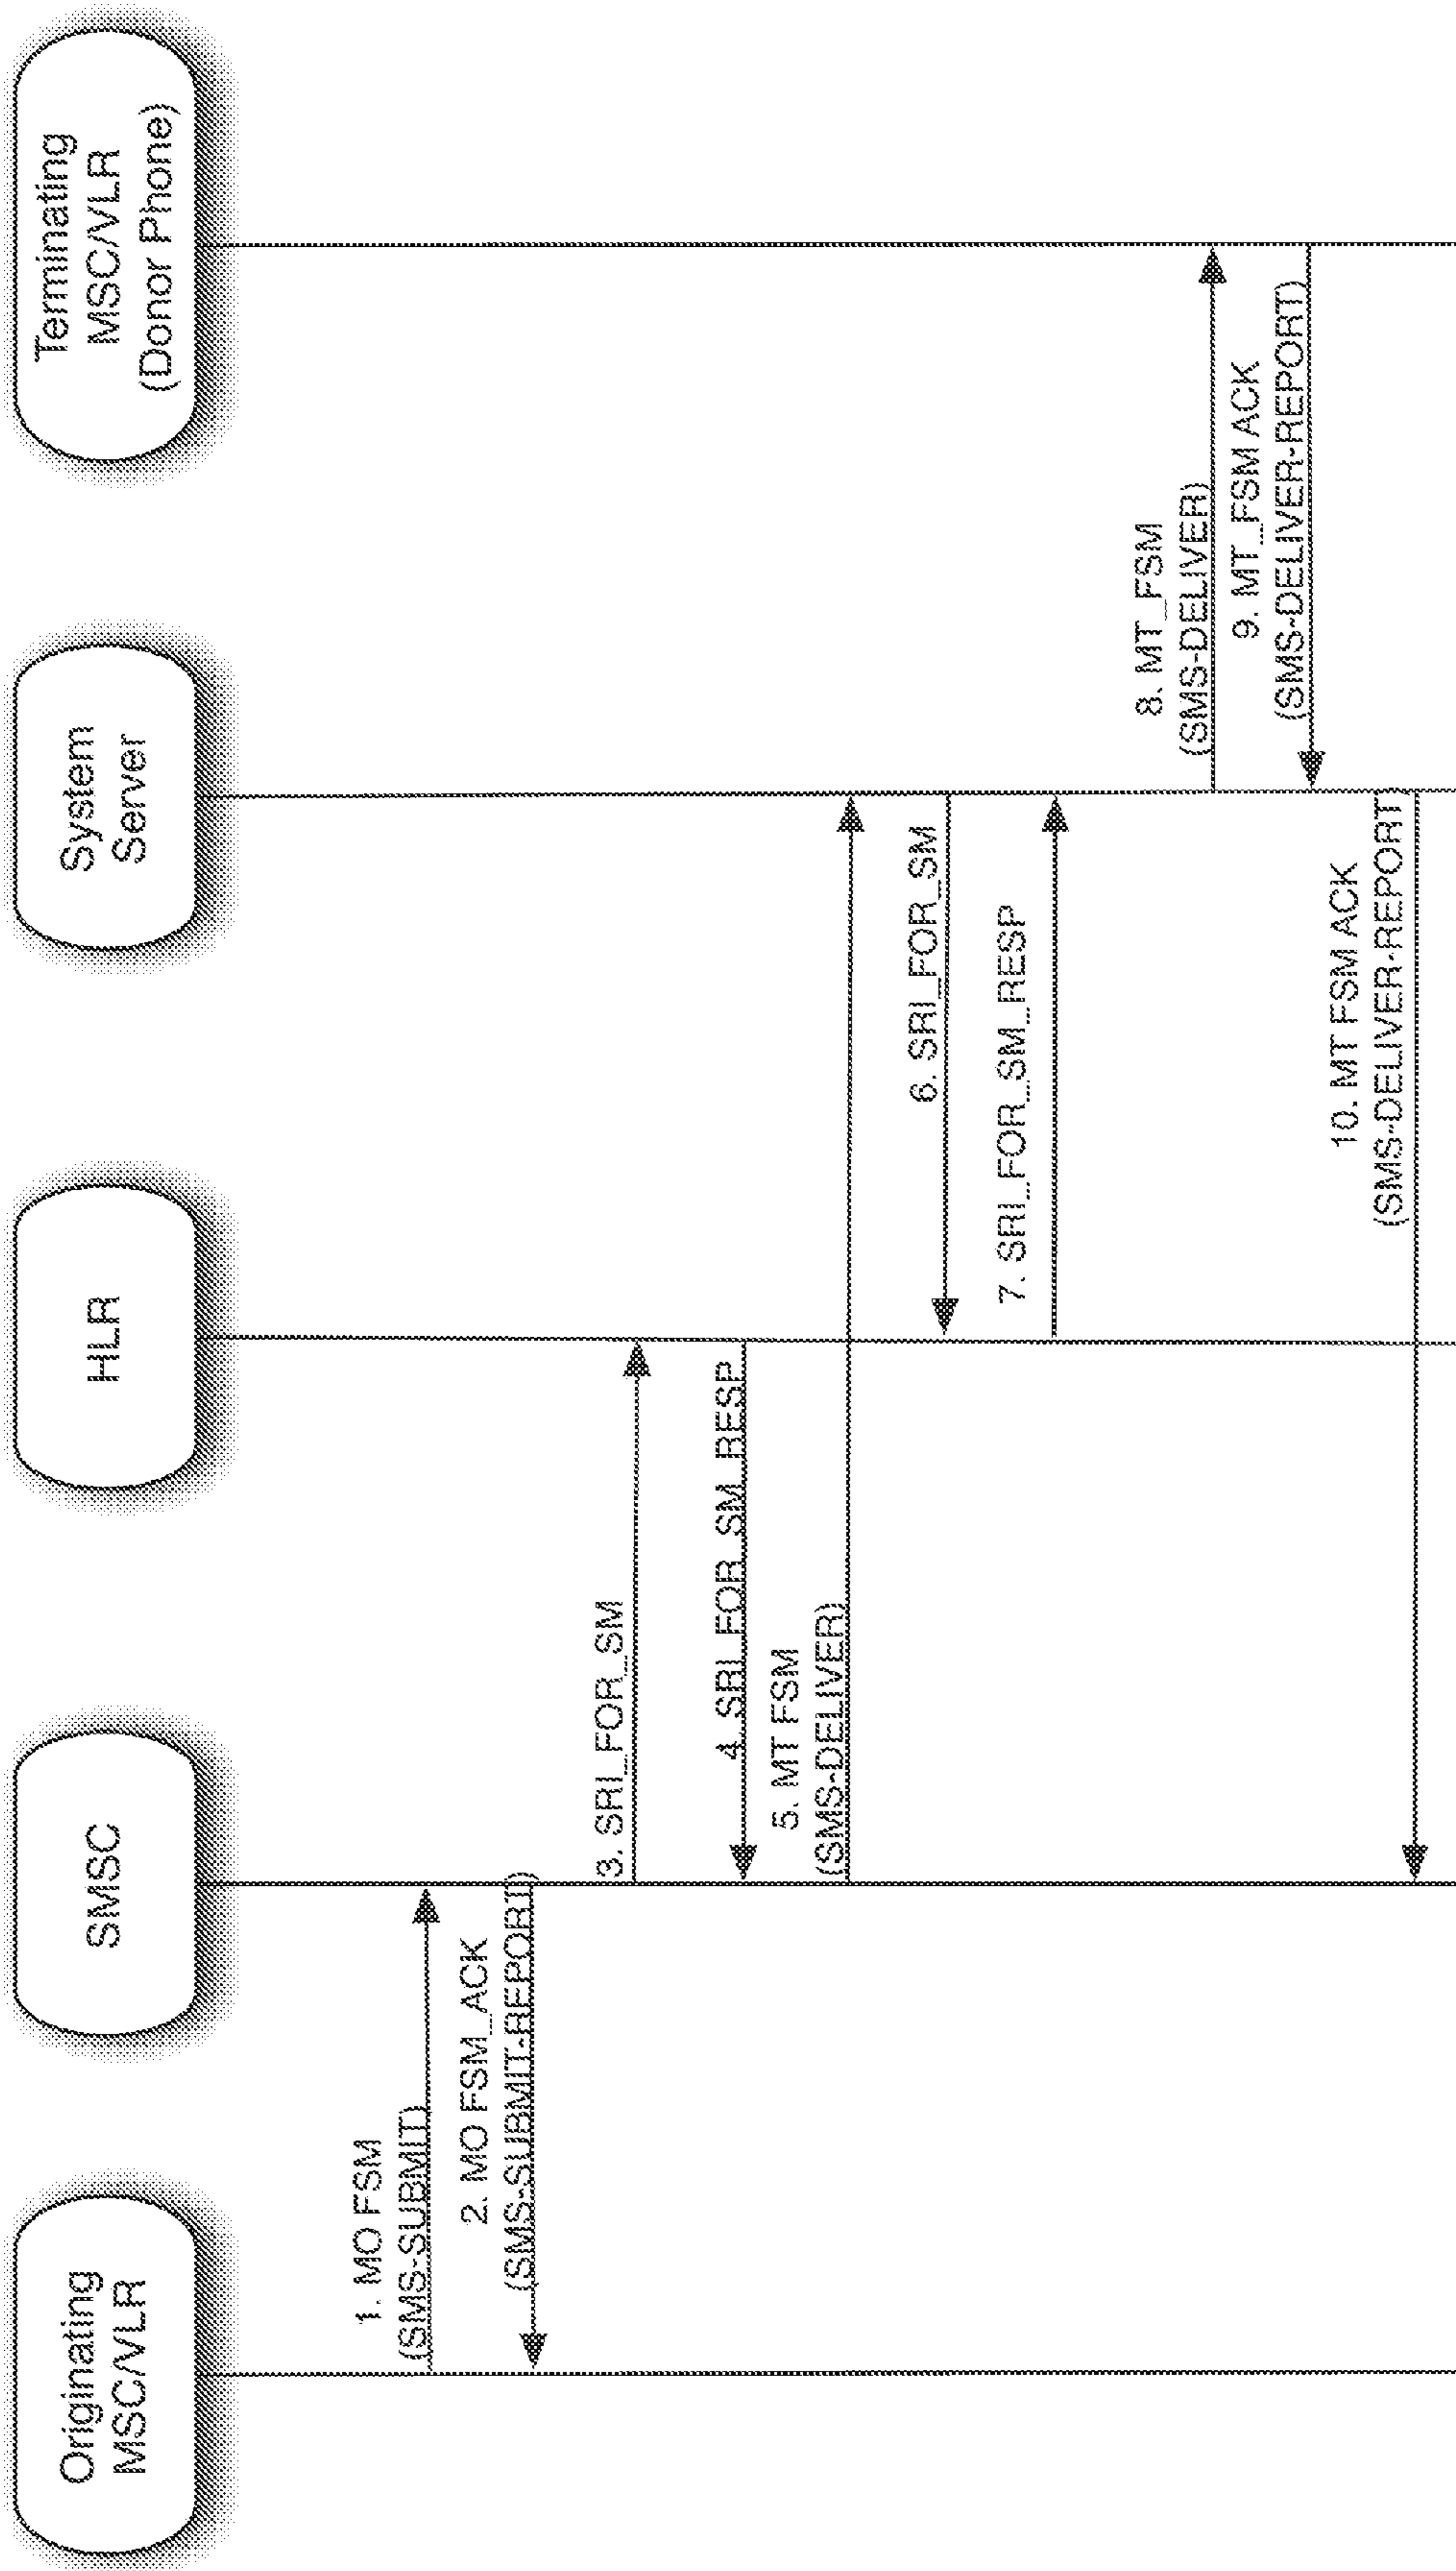 Originating
MSC/VLR
SMSC
HLR
System
Server
Terminating
MSC/VLR
(Donor Phone)
1. MO FSM
(SMS-SUBMIT)
2. MO FSM_ACK
(SMS-SUBMIT-REPORT)
3. SRI_FOR_SM
4. SRI_FOR_SM_RESP
5. MT FSM
(SMS-DELIVER)
6. SRI_FOR_SM
7. SRI_FOR_SM_RESP
8. MT_FSM
(SMS-DELIVER)
9. MT_FSM ACK
(SMS-DELIVER-REPORT)
10. MT FSM ACK
(SMS-DELIVER-REPORT)